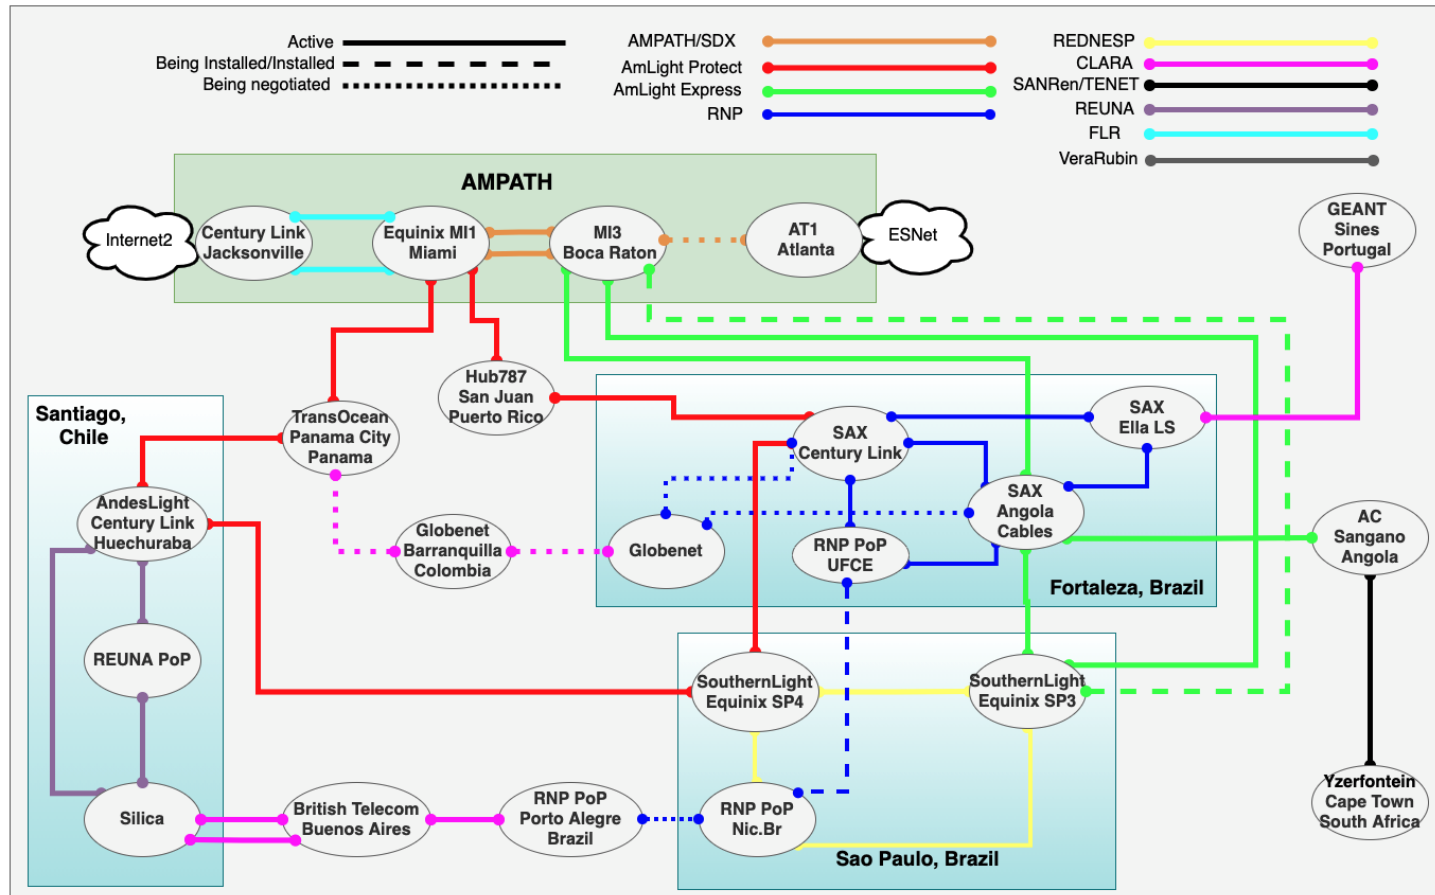 Active
Being Installed/Installed
Being negotiated
AMPATH/SDX
AmLight Protect
AmLight Express
RNP
REDNESP
CLARA
SANRen/TENET
REUNA
FLR
VeraRubin
AMPATH
Internet2
Century Link
Jacksonville
Equinix MI1
Miami
MI3
Boca Raton
AT1
Atlanta
ESNet
GEANT
Sines
Portugal
Hub787
San Juan
Puerto Rico
Santiago,
Chile
TransOcean
Panama City
Panama
SAX
Century Link
SAX
Ella LS
AndesLight
Century Link
Huechuraba
Globenet
Barranquilla
Colombia
Globenet
RNP PoP
UFCE
SAX
Angola
Cables
AC
Sangano
Angola
Fortaleza, Brazil
REUNA PoP
SouthernLight
Equinix SP4
SouthernLight
Equinix SP3
Silica
British Telecom
Buenos Aires
RNP PoP
Porto Alegre
Brazil
RNP PoP
Nic.Br
Sao Paulo, Brazil
Yzerfontein
Cape Town
South Africa